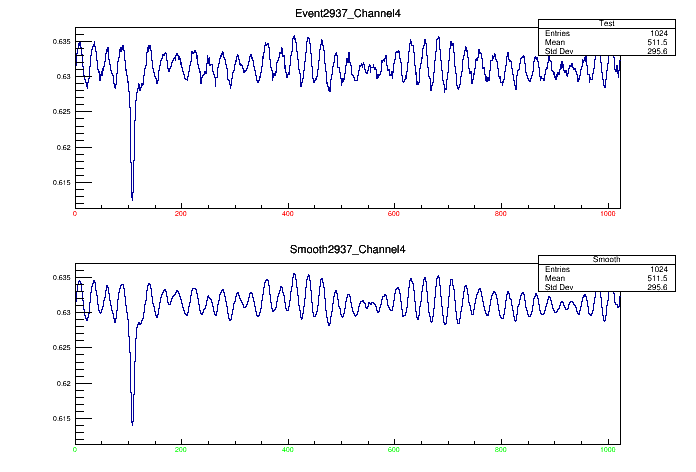 Event2937_Channel4
Test
Entries 1024
Mean 511.5
Std Dev 295.6
0.635
0.63
0.625
0.62
0.615
0 200 400 600 800 1000
Smooth2937_Channel4
Smooth
Entries 1024
Mean 511.5
Std Dev 295.6
0.635
0.63
0.625
0.62
0.615
0 200 400 600 800 1000